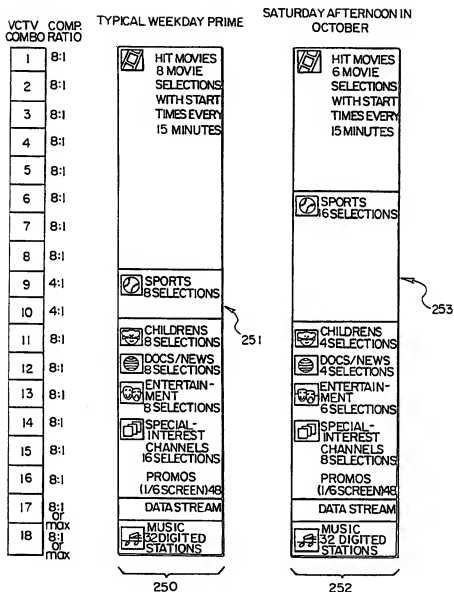 VCTV COMP.
COMBO RATIO
TYPICAL WEEKDAY PRIME
SATURDAY AFTERNOON IN
OCTOBER
1 8:1
2 8:1
3 8:1
4 8:1
5 8:1
6 8:1
7 8:1
8 8:1
9 4:1
10 4:1
11 8:1
12 8:1
13 8:1
14 8:1
15 8:1
16 8:1
17 8:1
or
max
18 8:1
or
max
HIT MOVIES
8 MOVIE
SELECTIONS
WITH START
TIMES EVERY
15 MINUTES
SPORTS
8 SELECTIONS
251
CHILDRENS
8 SELECTIONS
DOCS/NEWS
8 SELECTIONS
ENTERTAIN-
MENT
8 SELECTIONS
SPECIAL-
INTEREST
CHANNELS
16 SELECTIONS
PROMOS
(1/6 SCREEN)48
DATA STREAM
MUSIC
32 DIGITED
STATIONS
250
HIT MOVIES
6 MOVIE
SELECTIONS
WITH START
TIMES EVERY
15 MINUTES
SPORTS
16 SELECTIONS
253
CHILDRENS
4 SELECTIONS
DOCS/NEWS
4 SELECTIONS
ENTERTAIN-
MENT
6 SELECTIONS
SPECIAL-
INTEREST
CHANNELS
8 SELECTIONS
PROMOS
(1/6 SCREEN)48
DATA STREAM
MUSIC
32 DIGITED
STATIONS
252